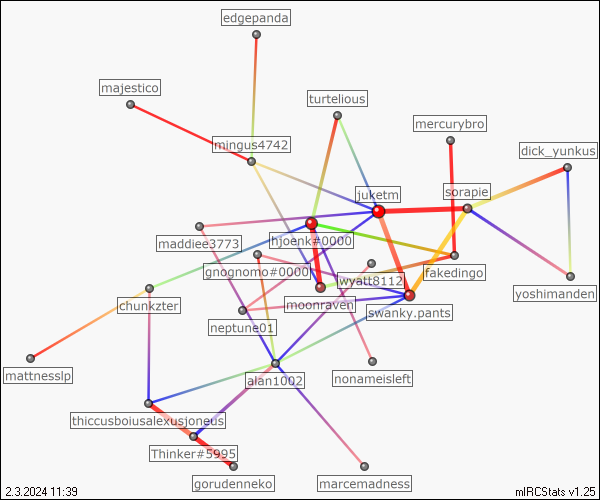 edgepanda
majestico
turtelious
mercurybro
mingus4742
dick_yunkus
juketm
sorapie
maddiee3773
hjoenk#0000
gnognomo#0000
wyatt8112
fakedingo
yoshimanden
chunkzter
moonraven
swanky.pants
neptune01
mattnesslp
alan1002
nonameisleft
thiccusboiusalexusjoneus
Thinker#5995
gorudenneko
marcemadness
2.3.2024 11:39
mIRCStats v1.25